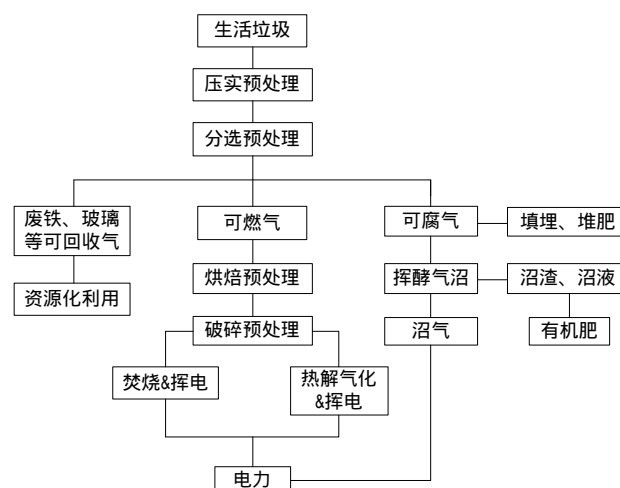 生活垃圾
压实预处理
分选预处理
废铁、玻璃
等可回收气
可燃气
可腐气
填埋、堆肥
资源化利用
烘焙预处理
挥酵气沼
沼渣、沼液
破碎预处理
沼气
有机肥
焚烧&挥电
热解气化
&挥电
电力